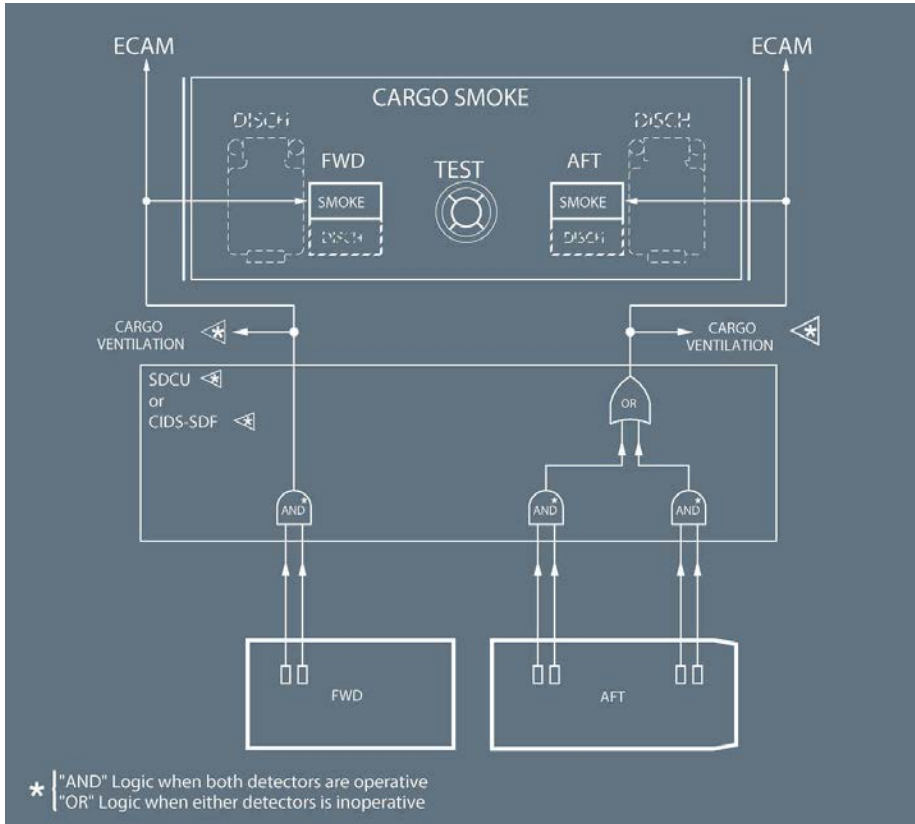 ECAM
ECAM
CARGO SMOKE
DISCH
DISCH
FWD
TEST
AFT
SMOKE
SMOKE
DISCH
DISCH
CARGO
VENTILATION *
CARGO
VENTILATION *
SDCU *
or
CIDS-SDF *
OR
AND*
AND*
AND*
FWD
AFT
* "AND" Logic when both detectors are operative
"OR" Logic when either detectors is inoperative